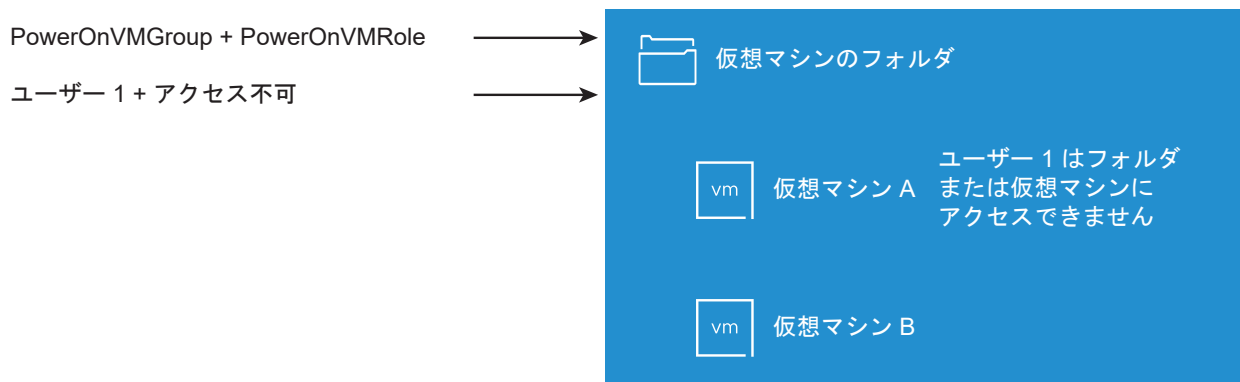 PowerOnVMGroup + PowerOnVMRole
ユーザー 1 + アクセス不可
仮想マシンのフォルダ
vm 仮想マシン A
ユーザー 1 はフォルダ
または仮想マシンに
アクセスできません
vm 仮想マシン B